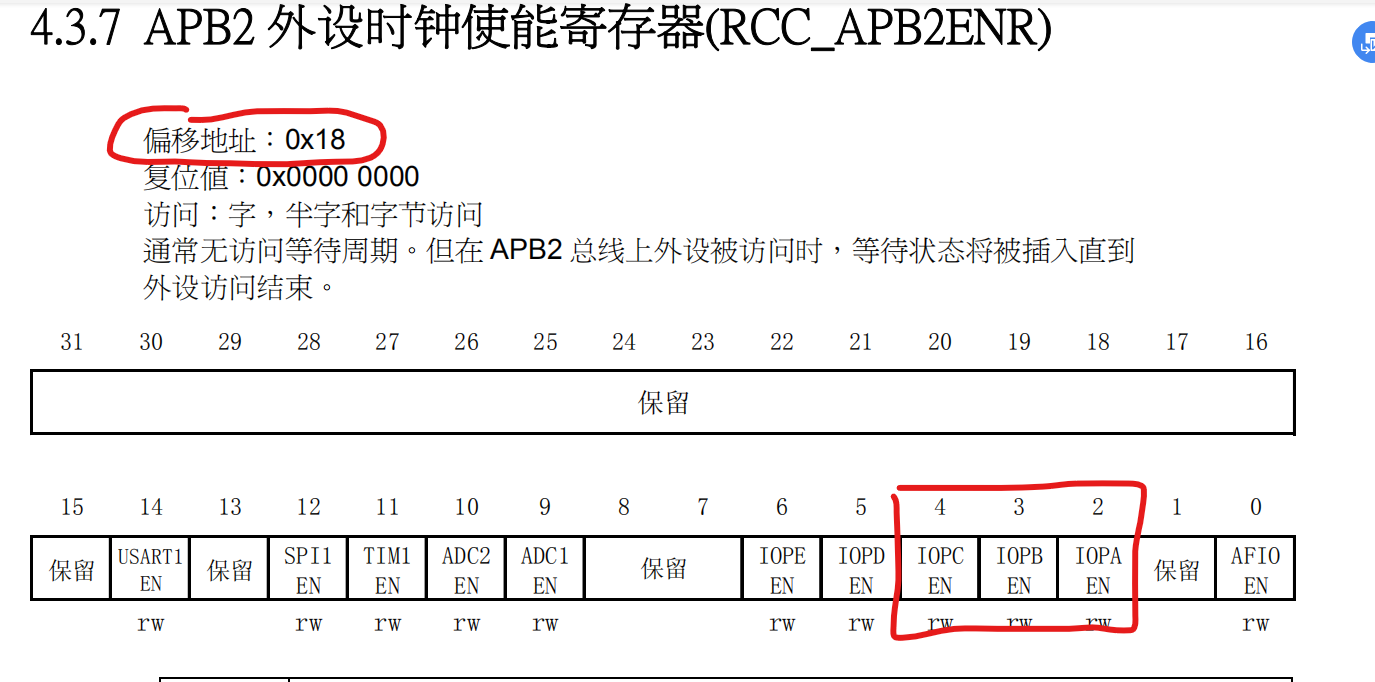 4.3.7 APB2 外设时钟使能寄存器(RCC_APB2ENR)
偏移地址：0x18
复位値：0x0000 0000
访问：字，半字和字节访问
通常无访问等待周期。但在 APB2 总线上外设被访问时，等待状态将被插入直到
外设访问结束。
31 30 29 28 27 26 25 24 23 22 21 20 19 18 17 16
保留
15 14 13 12 11 10 9 8 7 6 5 4 3 2 1 0
保留 USART1 EN 保留 SPI1 EN TIM1 EN ADC2 EN ADC1 EN 保留 IOPE EN IOPD EN IOPC EN IOPB EN IOPA EN 保留 AFIO EN
rw rw rw rw rw rw rw rw rw rw rw